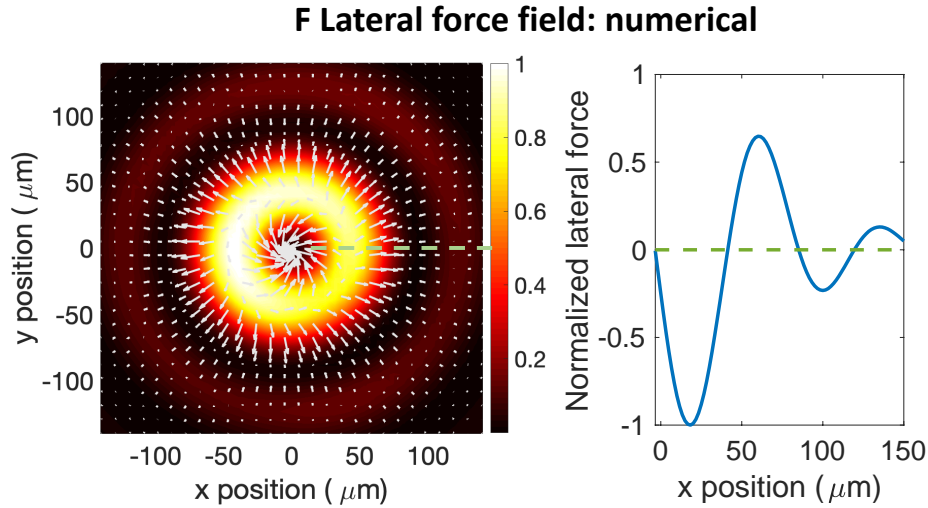 F Lateral force field: numerical
y position ( μm)
100
50
0
-50
-100
-100 -50 0 50 100
x position ( μm)
1
0.8
0.6
0.4
0.2
Normalized lateral force
1
0.5
0
-0.5
-1
0 50 100 150
x position ( μm)